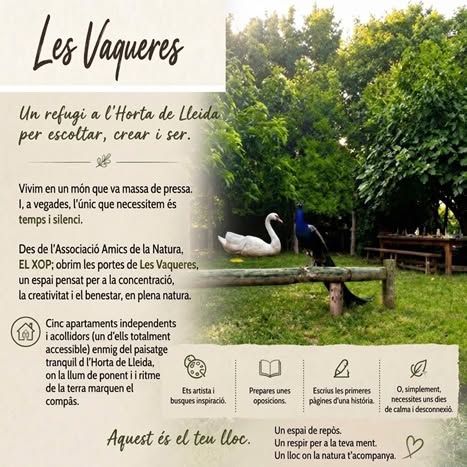 Les Vaqueres
Un refugi a l'Horta de Lleida
per escoltar, crear i ser.
Vivim en un món que va massa de pressa.
I, a vegades, l'únic que necessitem és
temps i silenci.
Des de l'Associació Amics de la Natura,
EL XOP; obrim les portes de Les Vaqueres,
un espai pensat per a la concentració,
la creativitat i el benestar, en plena natura.
Cinc apartaments independents
i acollidors (un d'ells totalment
accessible) enmig del paisatge
tranquil d l'Horta de Lleida,
on la llum de ponent i i ritme
de la terra marquen el
compàs.
Ets artista i
busques inspiració.
Prepares unes
oposicions.
Escrius les primeres
pàgines d'una història.
O, simplement,
necessites uns dies
de calma i desconnexió.
Aquest és el teu lloc.
Un espai de repòs.
Un respir per a la teva ment.
Un lloc on la natura t'acompanya.